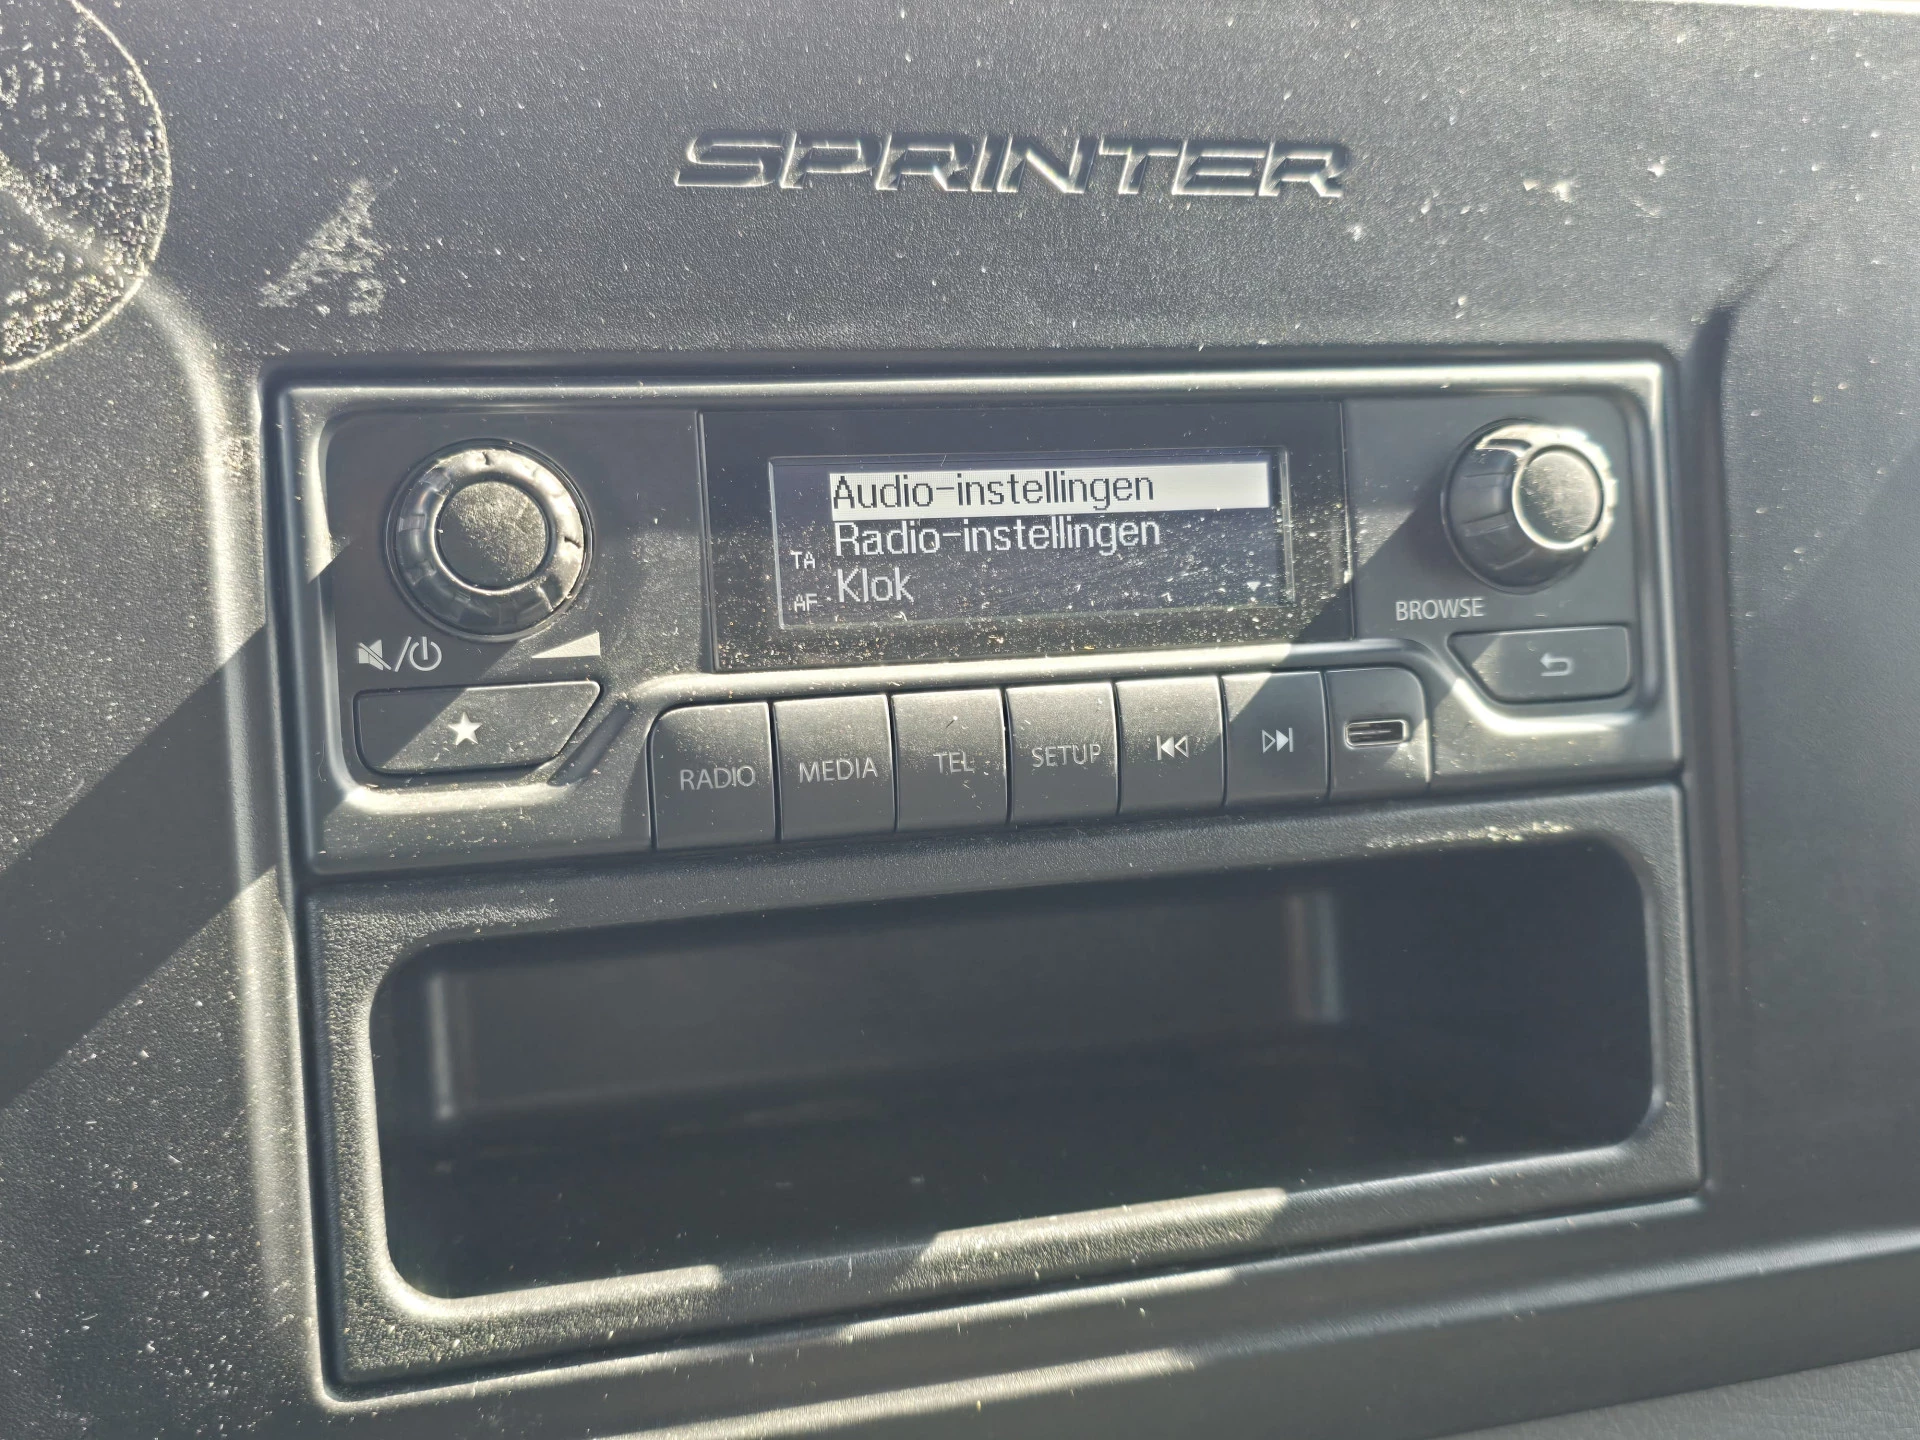 SPRINTER
Audio-instellingen
Radio-instellingen
TA
Klok
AF
BROWSE
RADIO
MEDIA
TEL
SETUP